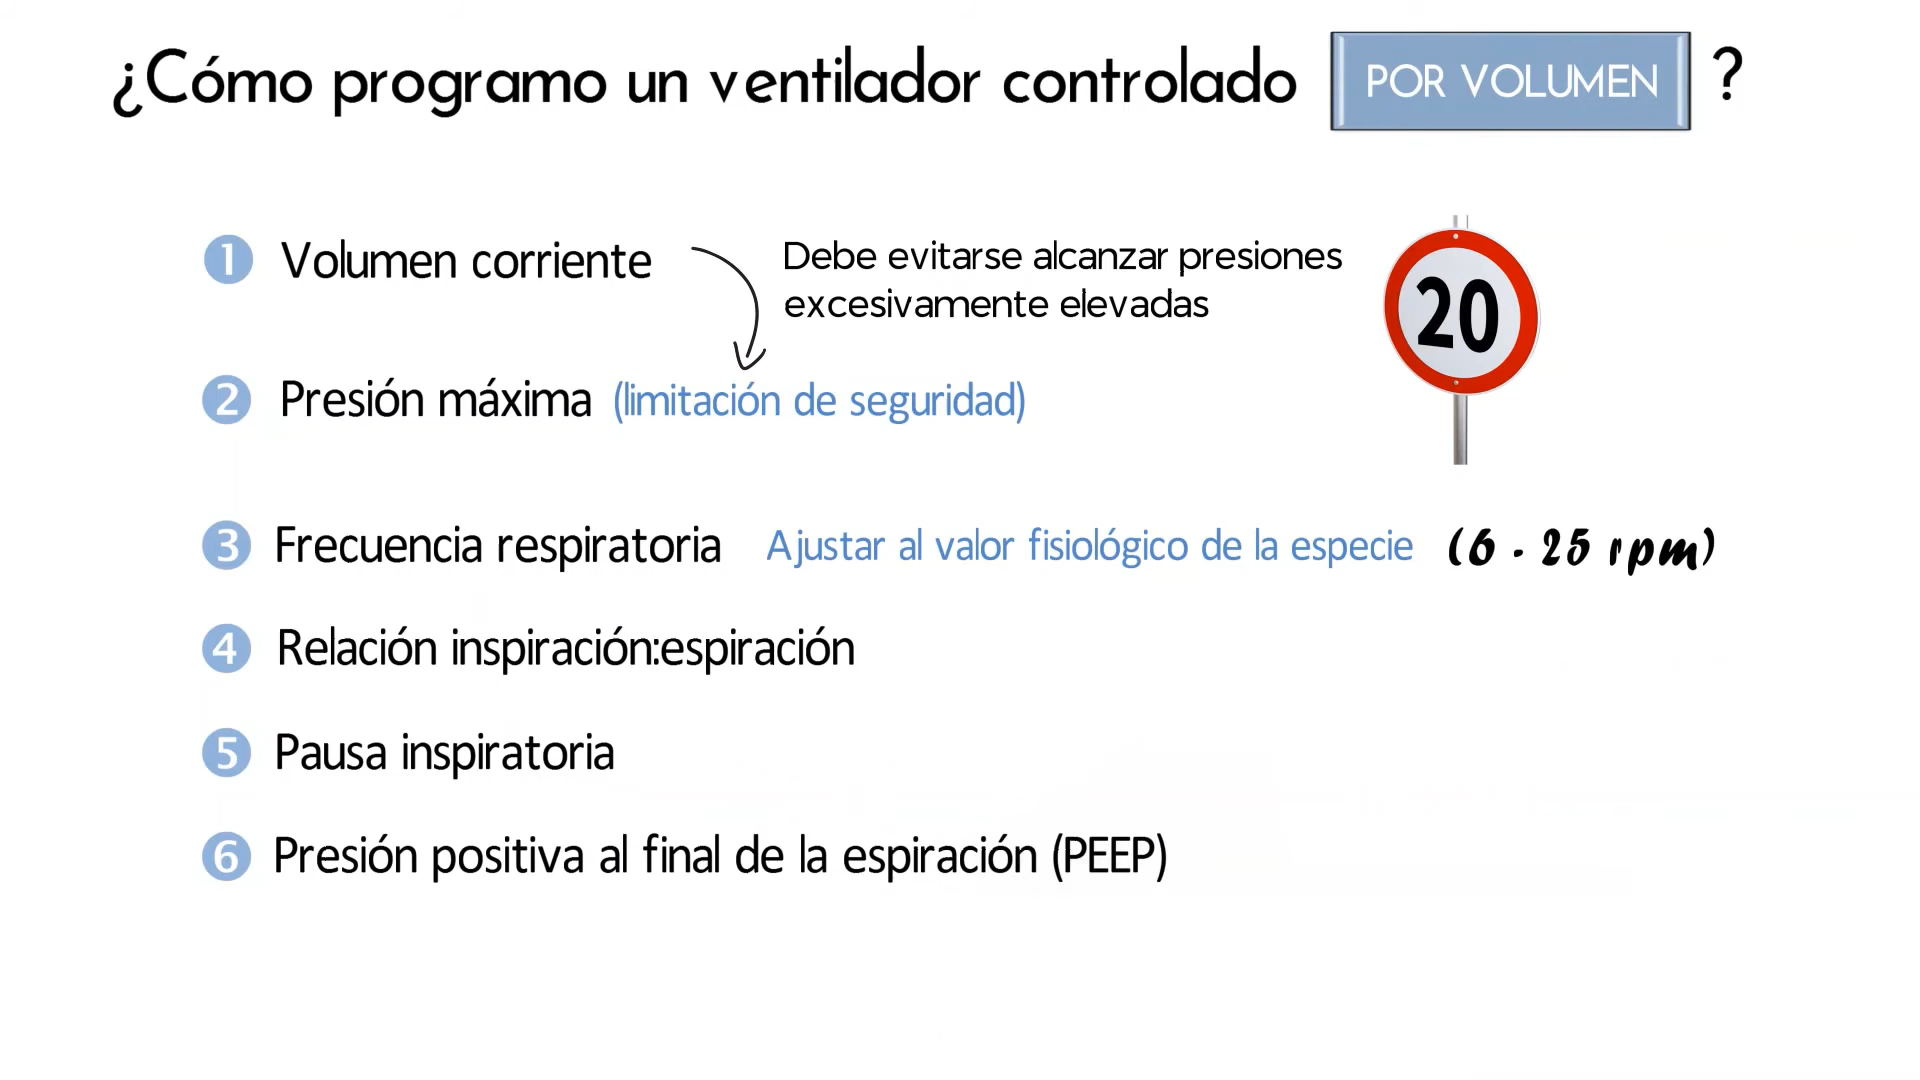 ¿Cómo programo un ventilador controlado POR VOLUMEN ?
1 Volumen corriente
Debe evitarse alcanzar presiones
excesivamente elevadas
20
2 Presión máxima (limitación de seguridad)
3 Frecuencia respiratoria Ajustar al valor fisiológico de la especie (6 - 25 rpm)
4 Relación inspiración:espiración
5 Pausa inspiratoria
6 Presión positiva al final de la espiración (PEEP)